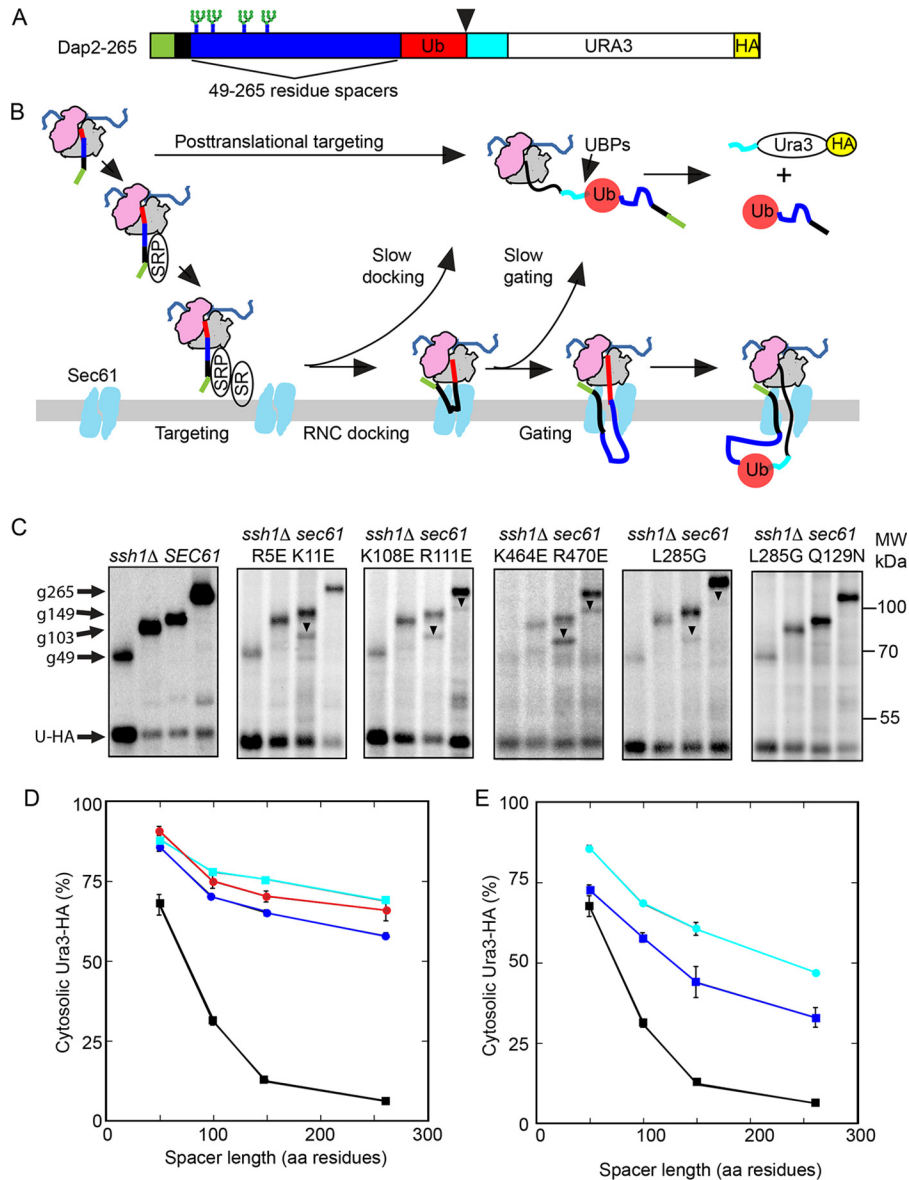 A
Dap2-265
Ub
URA3
HA
49-265 residue spacers
B
Posttranslational targeting
UBPs
Ura3
HA
+
Ub
Ub
SRP
Slow docking
Slow gating
SRP
SR
Sec61
Targeting
RNC docking
Gating
Ub
C
ssh1Δ SEC61
ssh1Δ sec61 R5E K11E
ssh1Δ sec61 K108E R111E
ssh1Δ sec61 K464E R470E
ssh1Δ sec61 L285G
ssh1Δ sec61 L285G Q129N
MW kDa
g265
g149
g103
g49
U-HA
100
70
55
D
Cytosolic Ura3-HA (%)
100
75
50
25
0
0 100 200 300
Spacer length (aa residues)
E
Cytosolic Ura3-HA (%)
100
75
50
25
0
0 100 200 300
Spacer length (aa residues)